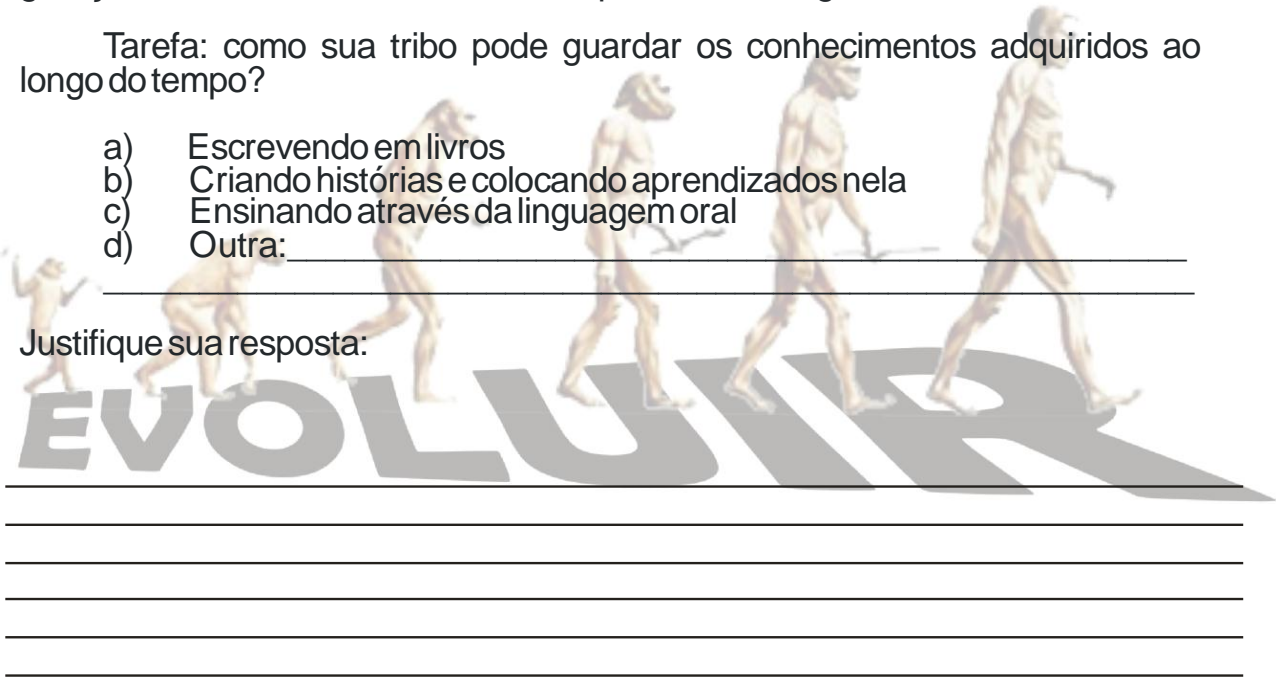 Tarefa: como sua tribo pode guardar os conhecimentos adquiridos ao
longo do tempo?
a) Escrevendo em livros
b) Criando histórias e colocando aprendizados nela
c) Ensinando através da linguagem oral
d) Outra:
Justifique sua resposta:
EVOLUIR